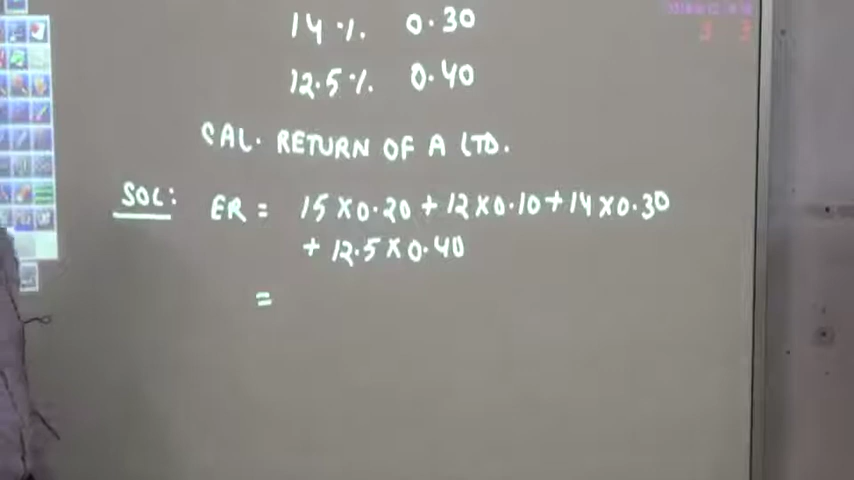 14 % 0.30
12.5 % 0.40
CAL. RETURN OF A LTD.
SOL: ER = 15 × 0.20 + 12 × 0.10 + 14 × 0.30
+ 12.5 × 0.40
=